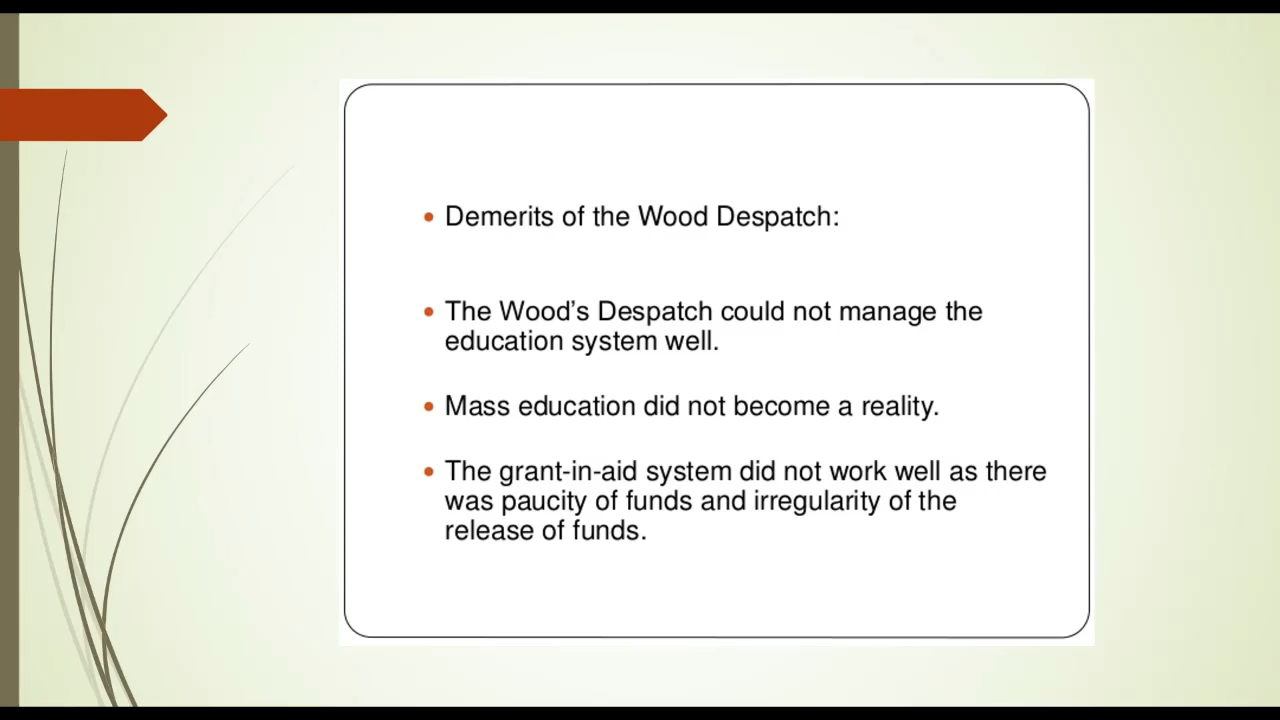 Demerits of the Wood Despatch:
The Wood’s Despatch could not manage the
education system well.
Mass education did not become a reality.
The grant-in-aid system did not work well as there
was paucity of funds and irregularity of the
release of funds.